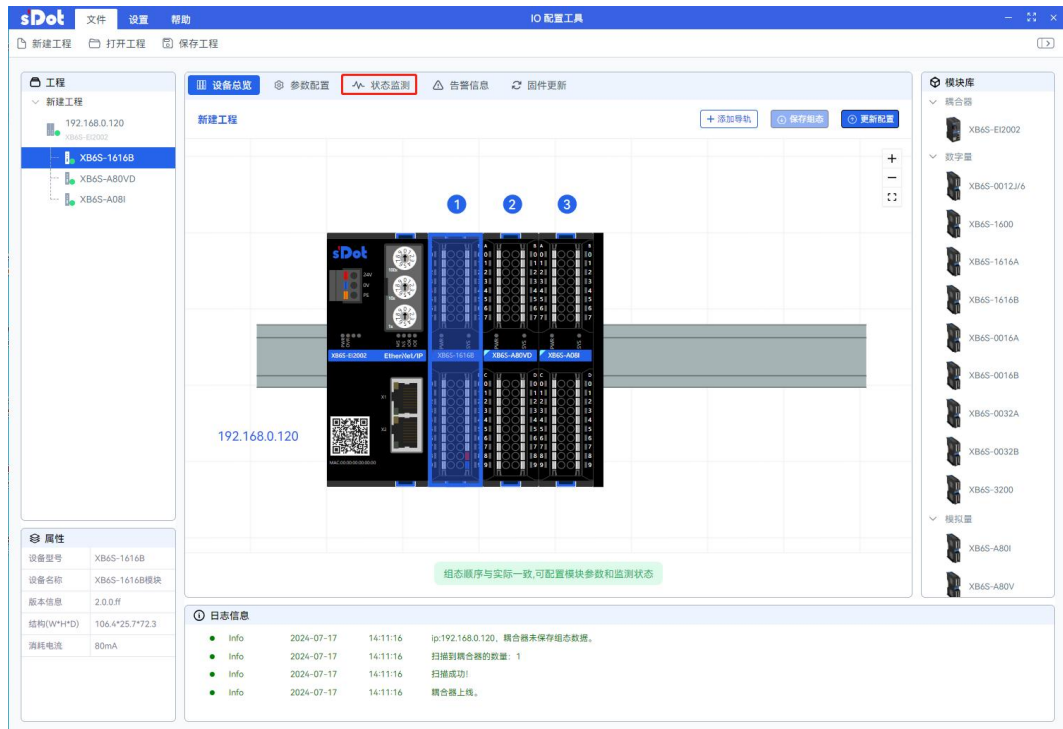 sDot 文件 设置 帮助 IO 配置工具
新建工程 打开工程 保存工程
工程
新建工程
192.168.0.120
XB6S-EI2002
XB6S-1616B
XB6S-A80VD
XB6S-A08I
属性
设备型号 XB6S-1616B
设备名称 XB6S-1616B模块
版本信息 2.0.0.ff
结构(W*H*D) 106.4*25.7*72.3
消耗电流 80mA
设备总览 参数配置 状态监测 告警信息 固件更新
新建工程 + 添加导轨 保存组态 更新配置
1 2 3
sDot
24V
0V
PE
XB6S-EI2002 EtherNet/IP XB6S-1616B XB6S-A80VD XB6S-A08I
X1
X2
192.168.0.120
MAC:00:00:00:00:00:00
组态顺序与实际一致,可配置模块参数和监测状态
日志信息
Info 2024-07-17 14:11:16 ip:192.168.0.120，耦合器未保存组态数据。
Info 2024-07-17 14:11:16 扫描到耦合器的数量：1
Info 2024-07-17 14:11:16 扫描成功!
Info 2024-07-17 14:11:16 耦合器上线。
模块库
耦合器
XB6S-EI2002
数字量
XB6S-0012J/6
XB6S-1600
XB6S-1616A
XB6S-1616B
XB6S-0016A
XB6S-0016B
XB6S-0032A
XB6S-0032B
XB6S-3200
模拟量
XB6S-A80I
XB6S-A80V